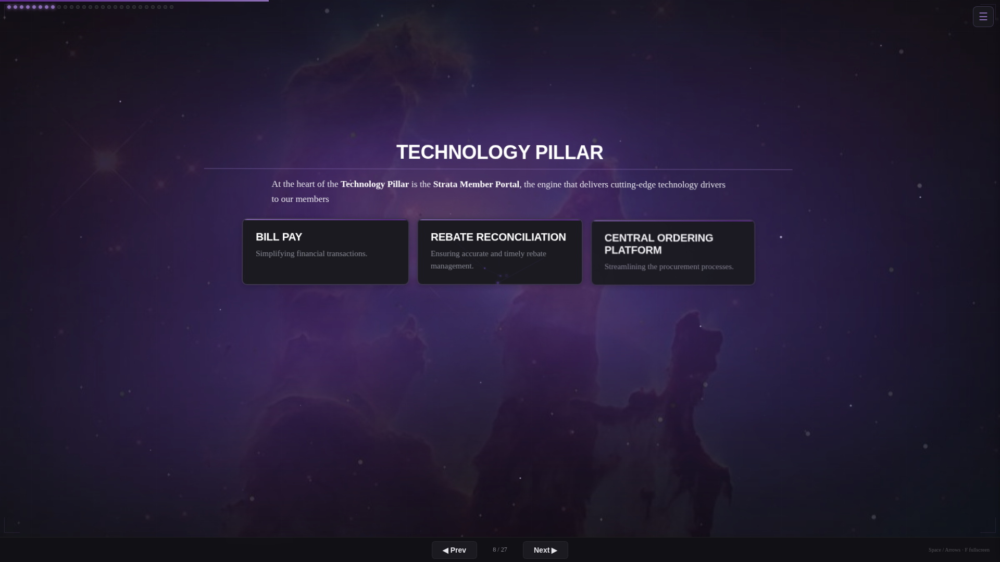 ☰
TECHNOLOGY PILLAR
At the heart of the Technology Pillar is the Strata Member Portal, the engine that delivers cutting-edge technology drivers
to our members
BILL PAY
Simplifying financial transactions.
REBATE RECONCILIATION
Ensuring accurate and timely rebate
management.
CENTRAL ORDERING
PLATFORM
Streamlining the procurement processes.
◀ Prev
8 / 27
Next ▶
Space / Arrows · F fullscreen